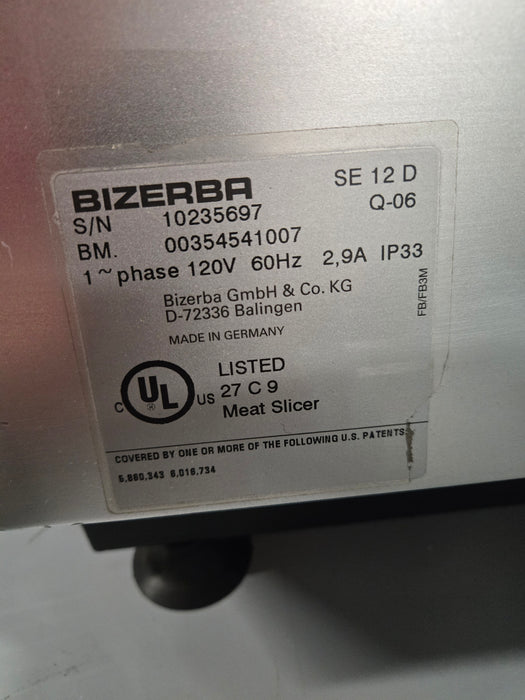 BIZERBA SE 12 D
S/N 10235697 Q-06
BM. 00354541007
1~phase 120V 60Hz 2,9A IP33
Bizerba GmbH & Co. KG
D-72336 Balingen
MADE IN GERMANY
FB/FB3M
LISTED
C UL ® US 27 C 9
Meat Slicer
COVERED BY ONE OR MORE OF THE FOLLOWING U.S. PATENTS.
5,860,343 6,016,734